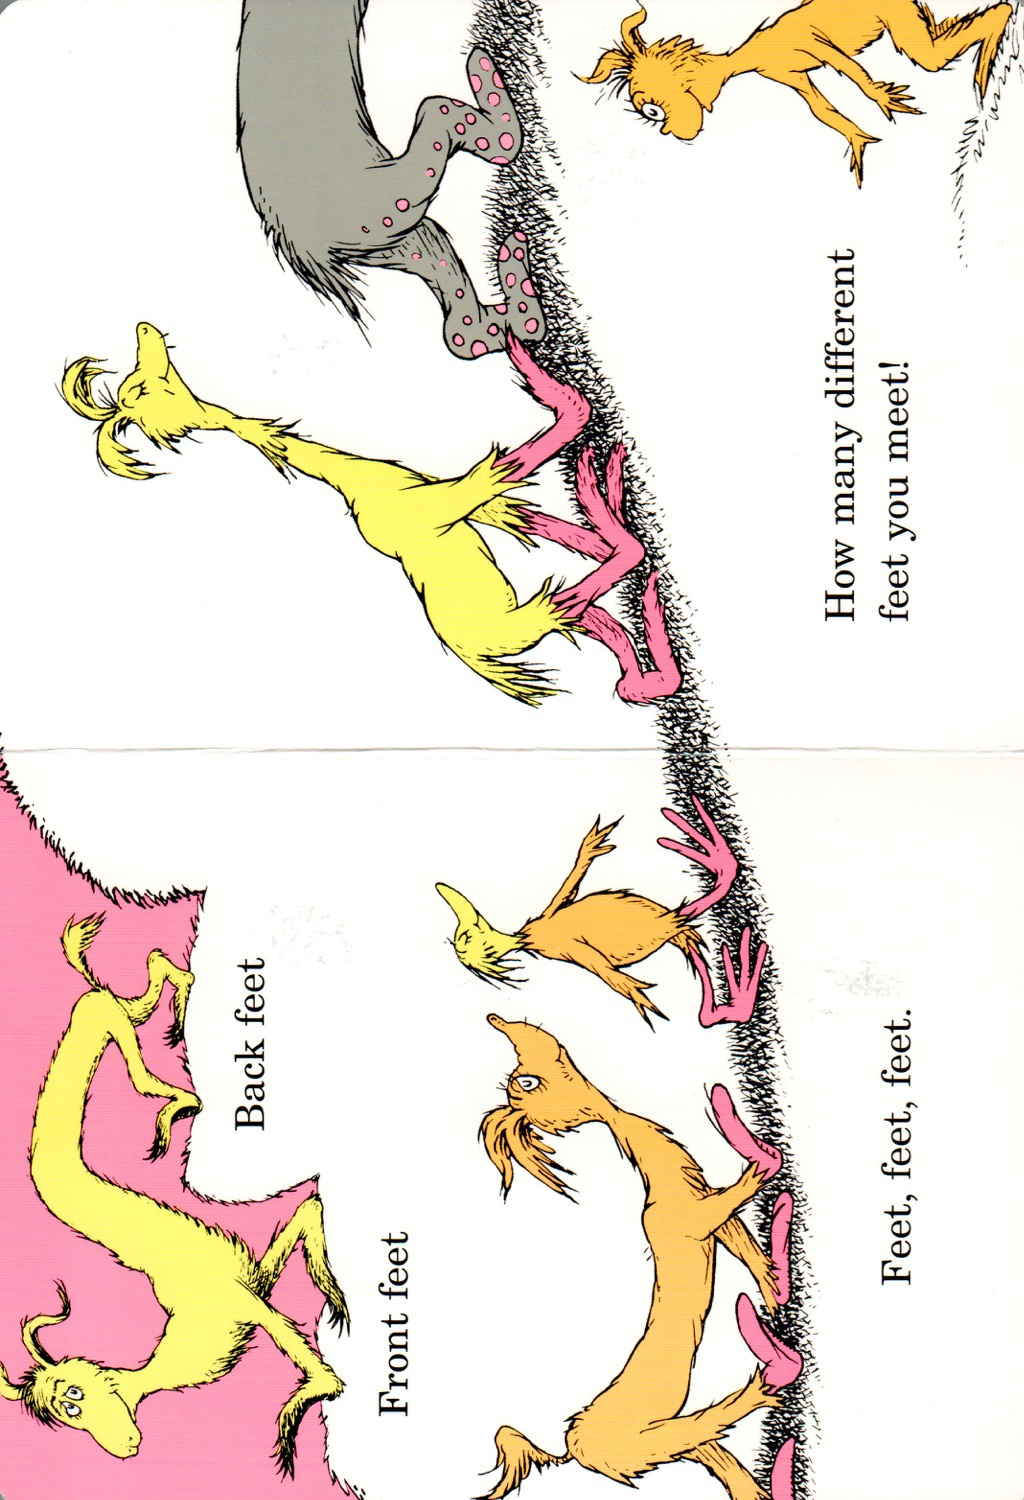 Back feet
Front feet
Feet, feet, feet.
How many different
feet you meet!